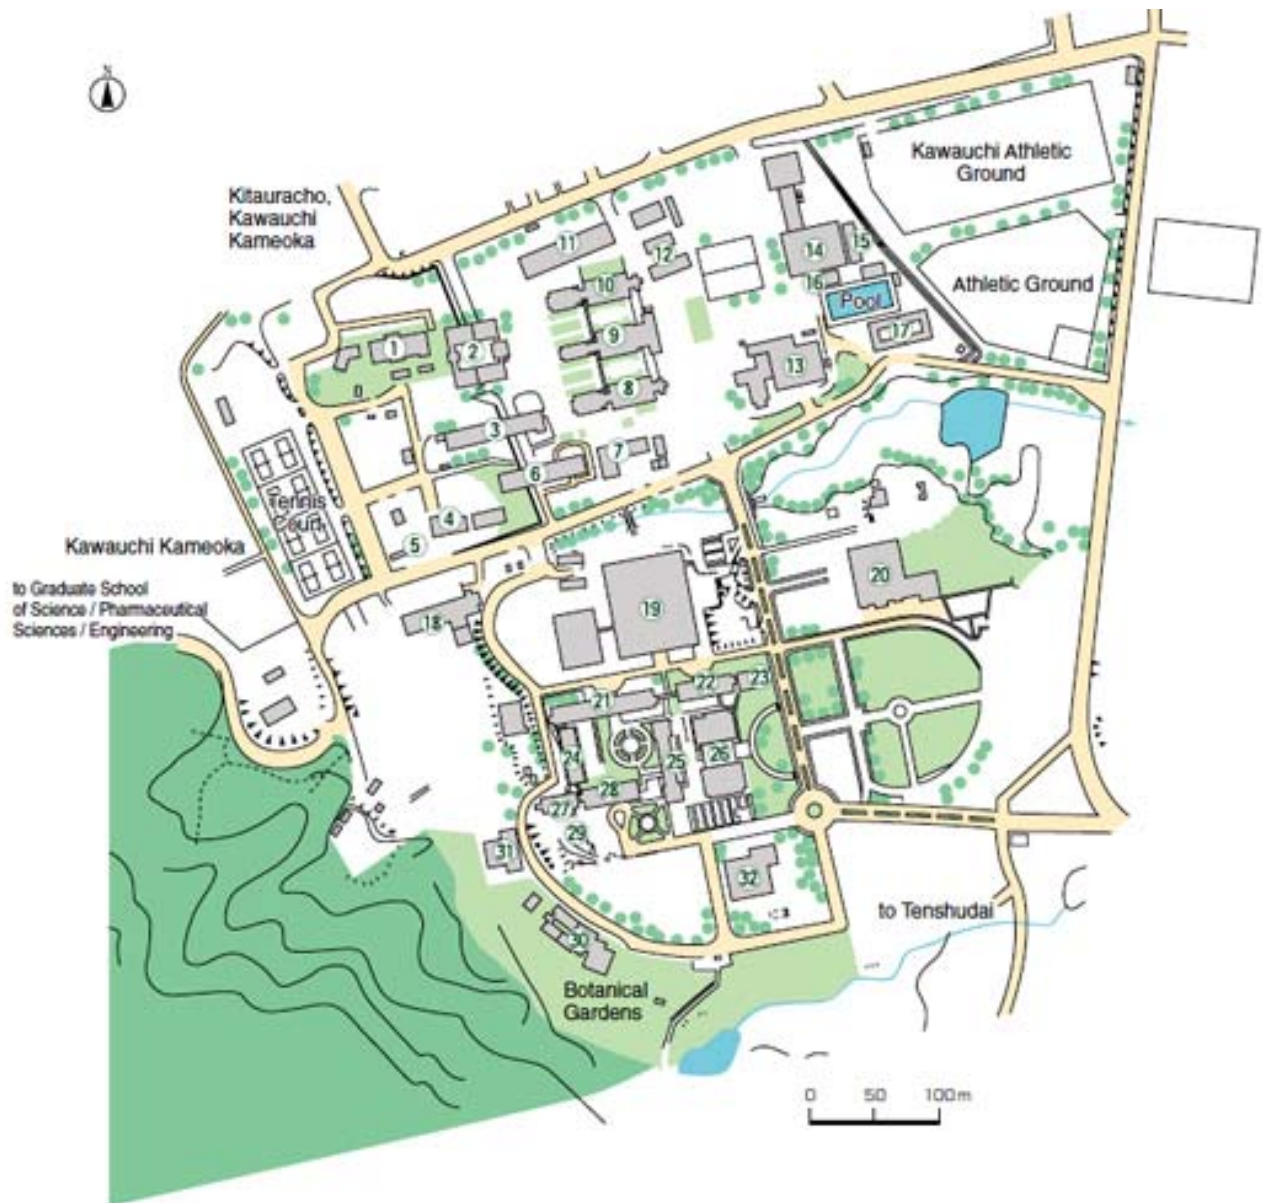 N
Kawauchi Athletic
Ground
Kitauracho,
Kawauchi
Kameoka
11
12
14
15
10
16
Athletic Ground
Pool
9
17
1
2
13
8
3
7
6
Tennis
Court
4
5
Kawauchi Kameoka
20
to Graduate School
of Science / Pharmaceutical
Sciences / Engineering
19
18
22
23
21
24
25
26
28
27
29
31
32
to Tenshudai
30
Botanical
Gardens
0 50 100m